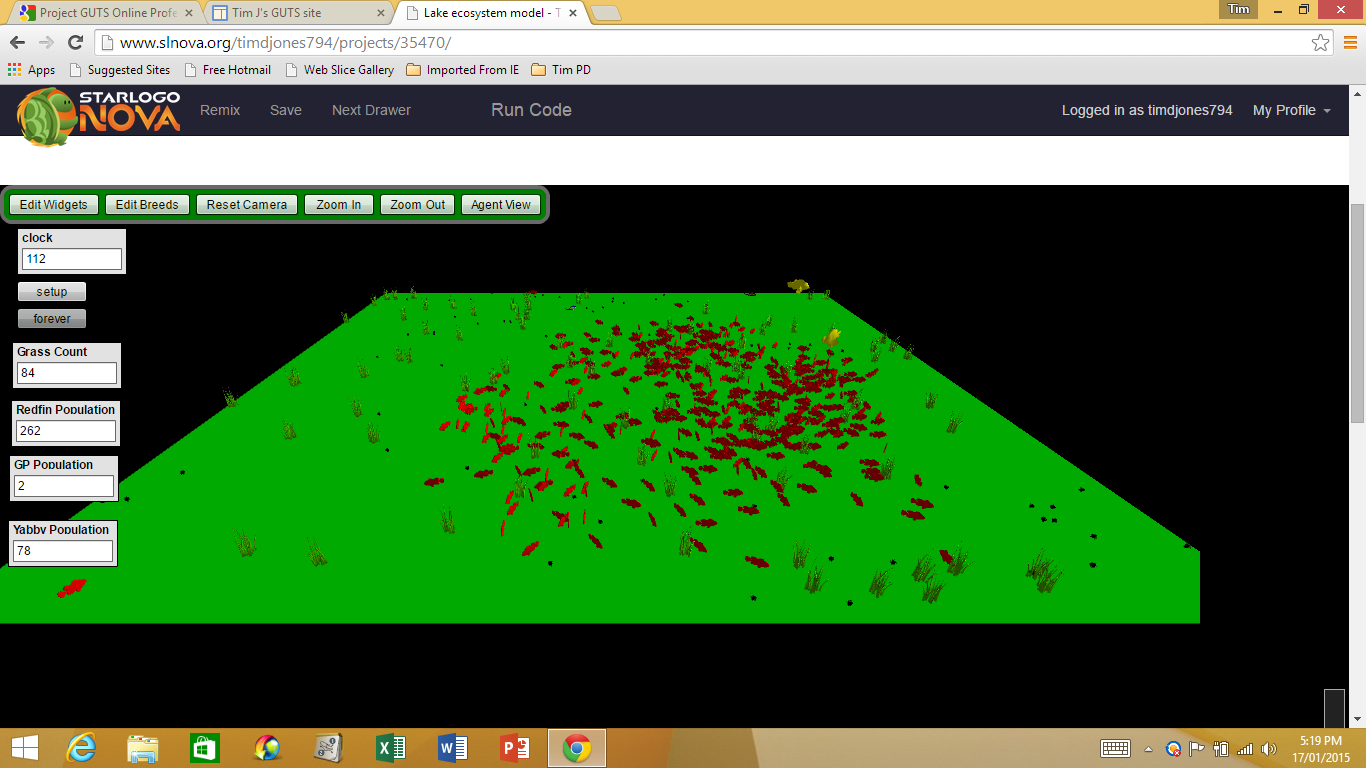 Project GUTS Online Profe
Tim J's GUTS site
Lake ecosystem model - T
Tim
www.slnova.org/timdjones794/projects/35470/
Apps
Suggested Sites
Free Hotmail
Web Slice Gallery
Imported From IE
Tim PD
STARLOGO
NOVA
Remix
Save
Next Drawer
Run Code
Logged in as timdjones794
My Profile
Edit Widgets
Edit Breeds
Reset Camera
Zoom In
Zoom Out
Agent View
clock
112
setup
forever
Grass Count
84
Redfin Population
262
GP Population
2
Yabby Population
78
5:19 PM
17/01/2015